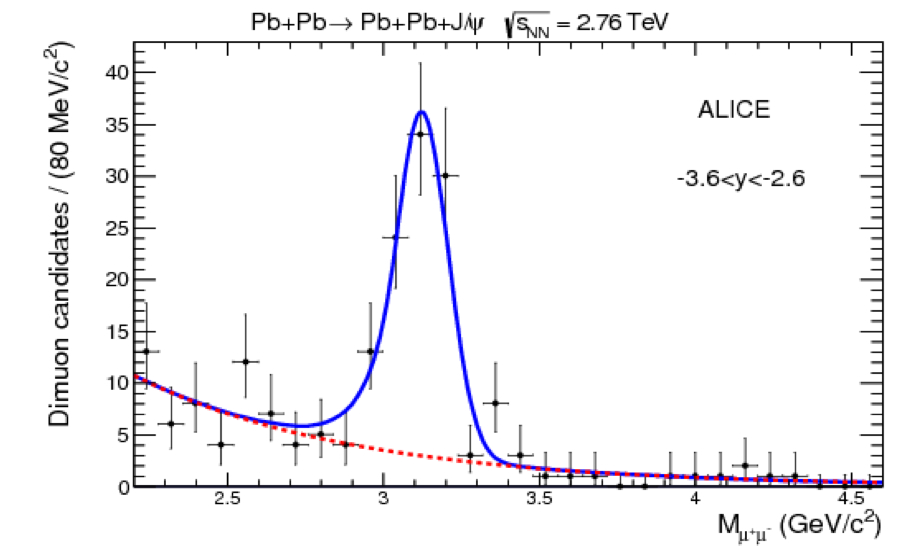 Pb+Pb→ Pb+Pb+J/ψ √sNN = 2.76 TeV
Dimuon candidates / (80 MeV/c²)
40
35
30
25
20
15
10
5
0
ALICE
-3.6<y<-2.6
2.5 3 3.5 4 4.5
Mμ⁺μ⁻ (GeV/c²)